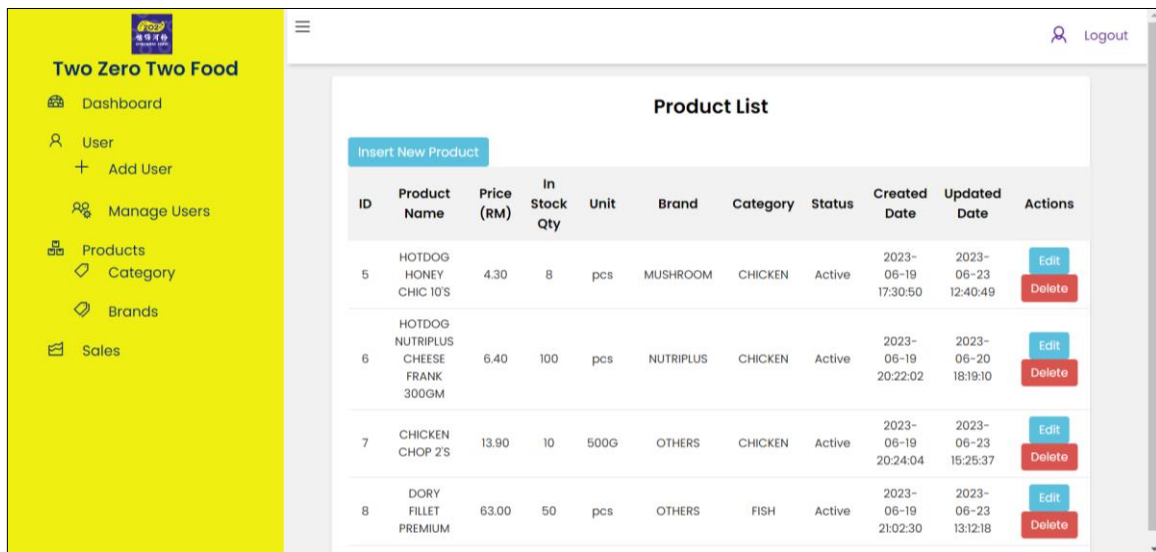 202
Two Zero Two Food
Dashboard
User
Add User
Manage Users
Products
Category
Brands
Sales
Logout
Product List
Insert New Product
ID Product Name Price (RM) In Stock Qty Unit Brand Category Status Created Date Updated Date Actions
5 HOTDOG HONEY CHIC 10'S 4.30 8 pcs MUSHROOM CHICKEN Active 2023-06-19 17:30:50 2023-06-23 12:40:49 Edit Delete
6 HOTDOG NUTRIPLUS CHEESE FRANK 300GM 6.40 100 pcs NUTRIPLUS CHICKEN Active 2023-06-19 20:22:02 2023-06-20 18:19:10 Edit Delete
7 CHICKEN CHOP 2'S 13.90 10 500G OTHERS CHICKEN Active 2023-06-19 20:24:04 2023-06-23 15:25:37 Edit Delete
8 DORY FILLET PREMIUM 63.00 50 pcs OTHERS FISH Active 2023-06-19 21:02:30 2023-06-23 13:12:18 Edit Delete